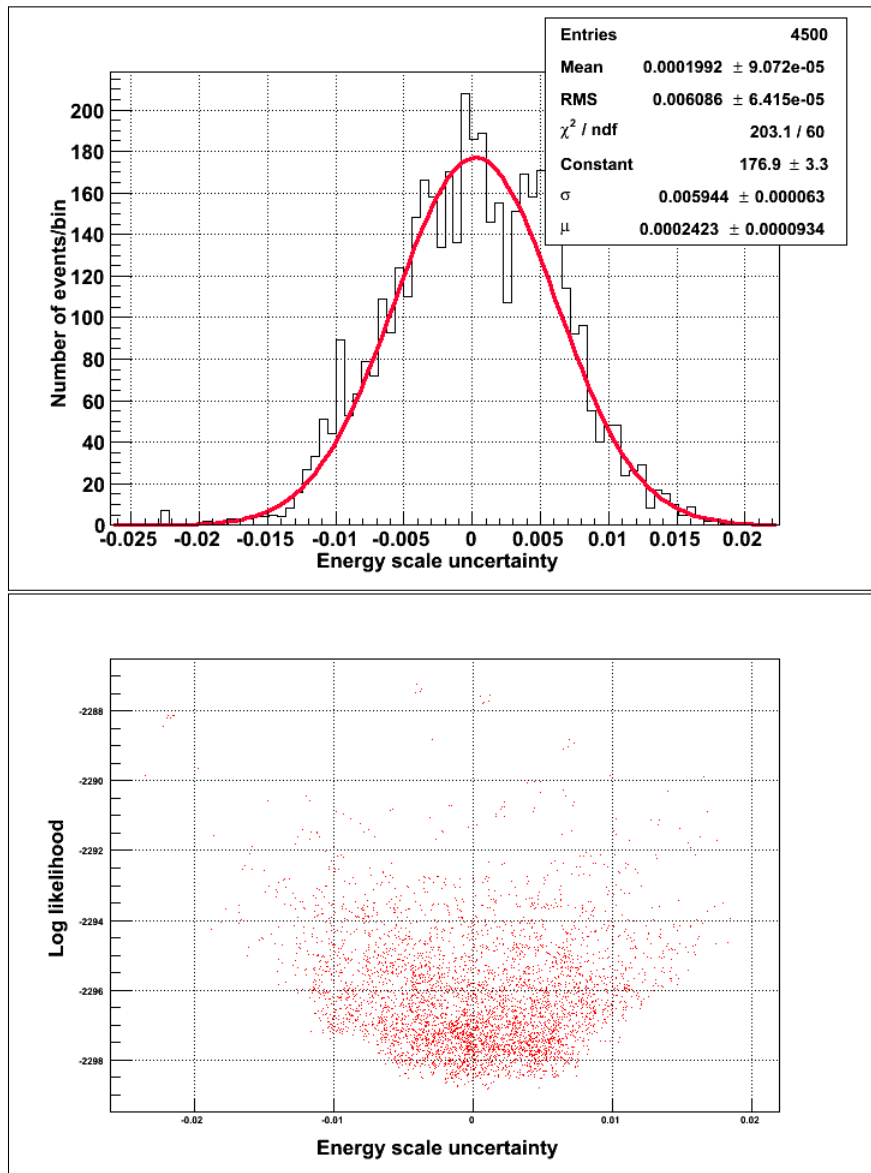 Entries 4500
Mean 0.0001992 ± 9.072e-05
RMS 0.006086 ± 6.415e-05
χ² / ndf 203.1 / 60
Constant 176.9 ± 3.3
σ 0.005944 ± 0.000063
μ 0.0002423 ± 0.0000934
Number of events/bin
200
180
160
140
120
100
80
60
40
20
0
-0.025 -0.02 -0.015 -0.01 -0.005 0 0.005 0.01 0.015 0.02
Energy scale uncertainty
Log likelihood
-2288
-2290
-2292
-2294
-2296
-2298
-0.02 -0.01 0 0.01 0.02
Energy scale uncertainty